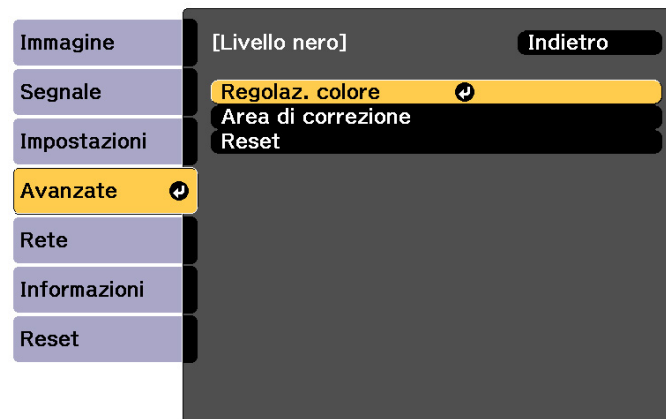 Immagine
Segnale
Impostazioni
Avanzate
Rete
Informazioni
Reset
[Livello nero] Indietro
Regolaz. colore
Area di correzione
Reset